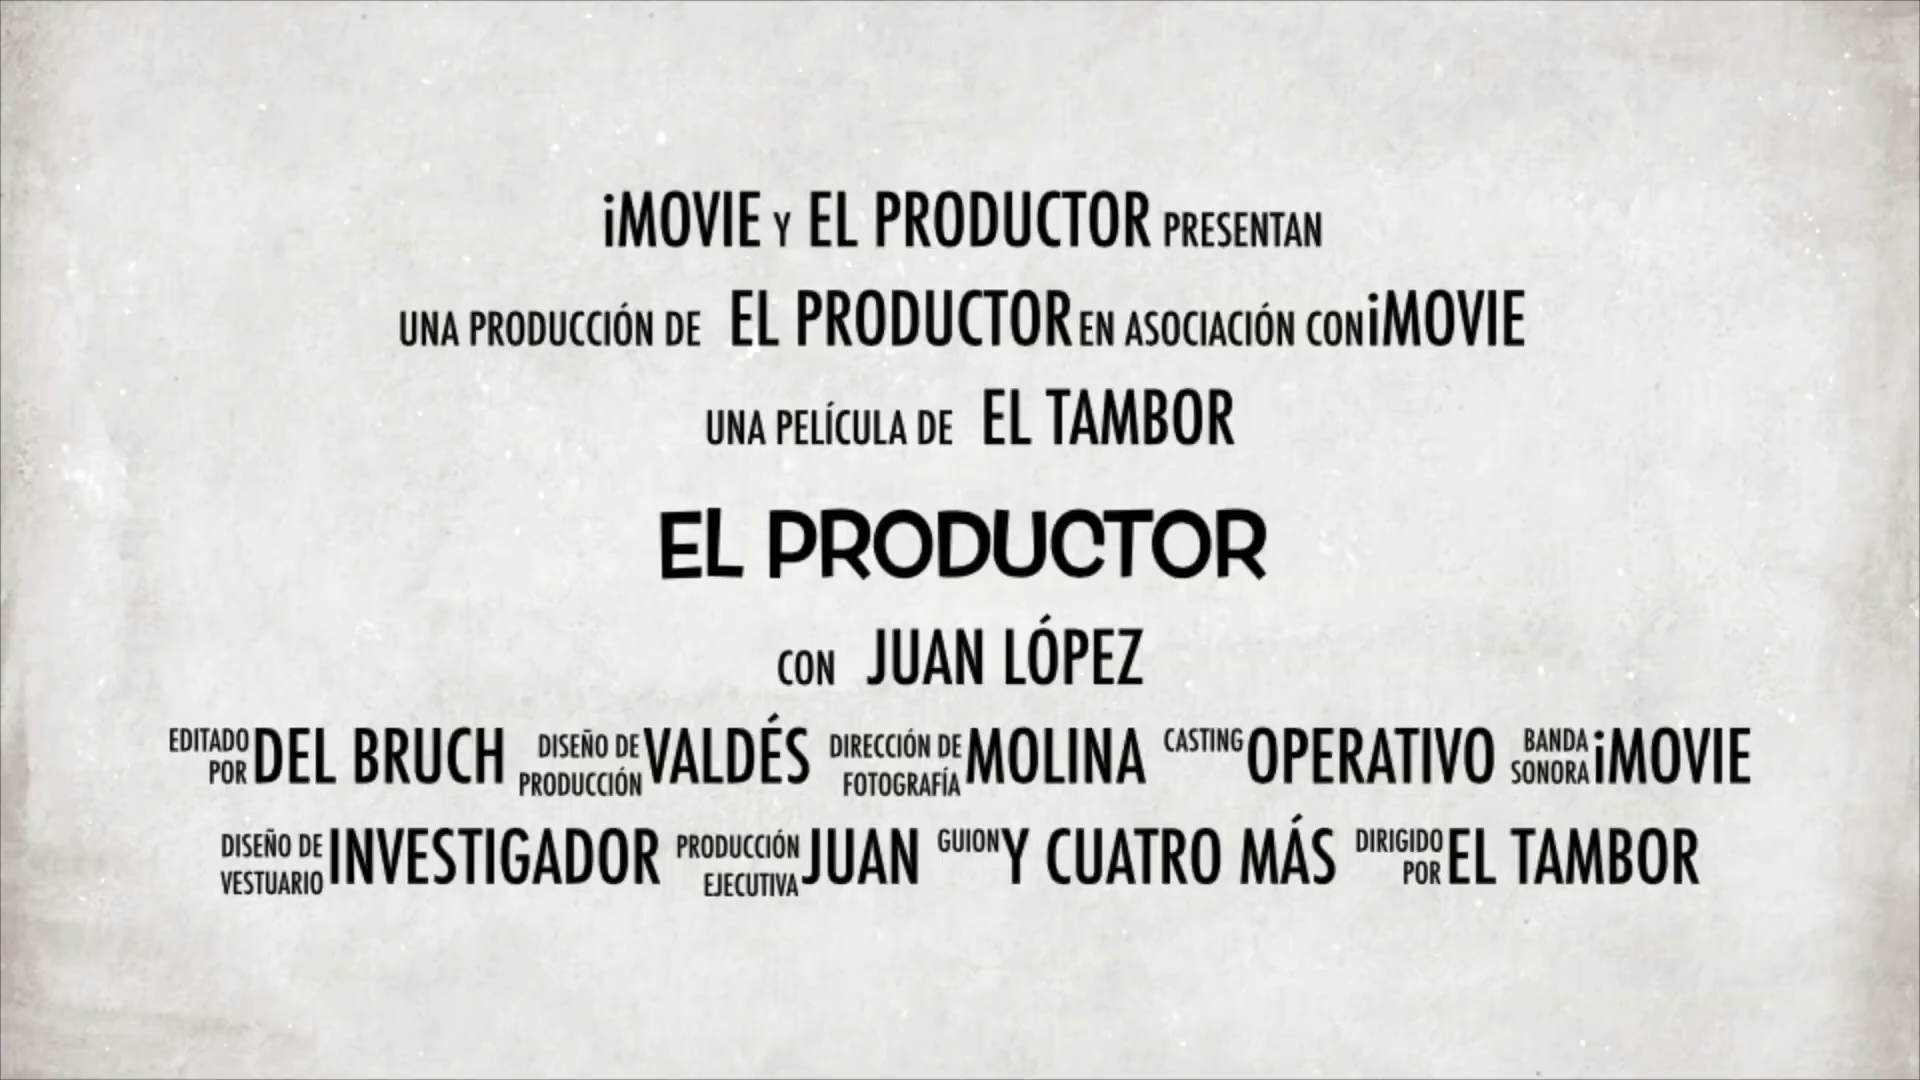 iMOVIE Y EL PRODUCTOR PRESENTAN
UNA PRODUCCIÓN DE EL PRODUCTOR EN ASOCIACIÓN CON iMOVIE
UNA PELÍCULA DE EL TAMBOR
EL PRODUCTOR
CON JUAN LÓPEZ
EDITADO POR DEL BRUCH DISEÑO DE PRODUCCIÓN VALDÉS DIRECCIÓN DE FOTOGRAFÍA MOLINA CASTING OPERATIVO BANDA SONORA iMOVIE
DISEÑO DE VESTUARIO INVESTIGADOR PRODUCCIÓN EJECUTIVA JUAN GUION Y CUATRO MÁS DIRIGIDO POR EL TAMBOR